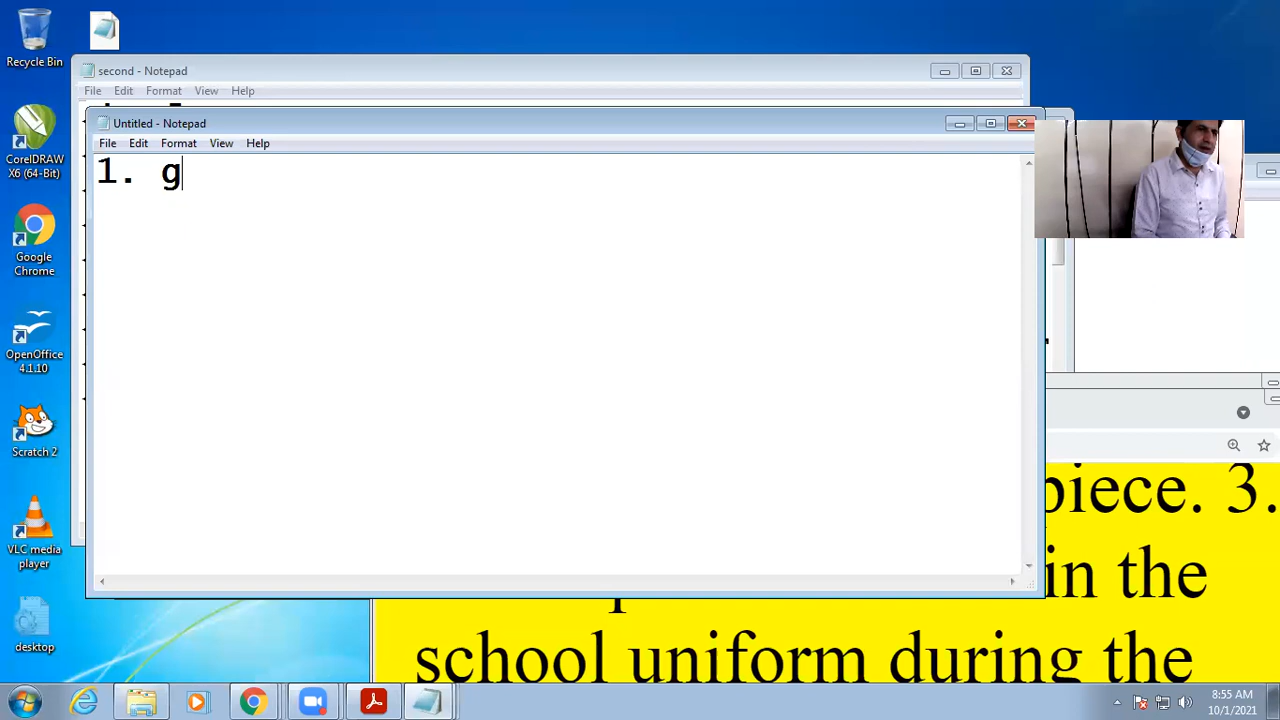 Recycle Bin
second - Notepad
File Edit Format View Help
Untitled - Notepad
File Edit Format View Help
1. g
CorelDRAW
X6 (64-Bit)
Google
Chrome
OpenOffice
4.1.10
Scratch 2
VLC media
player
desktop
piece. 3.
in the
school uniform during the
8:55 AM
10/1/2021